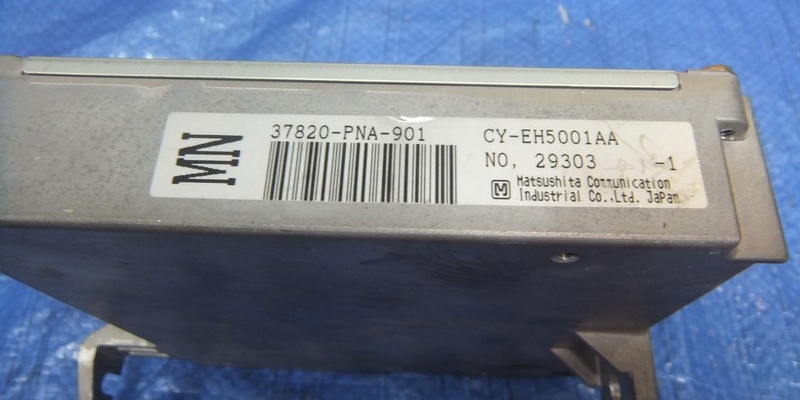 MN
37820-PNA-901
CY-EH5001AA
NO, 29303 -1
M Matsushita Communication
Industrial Co.,Ltd. JaPan